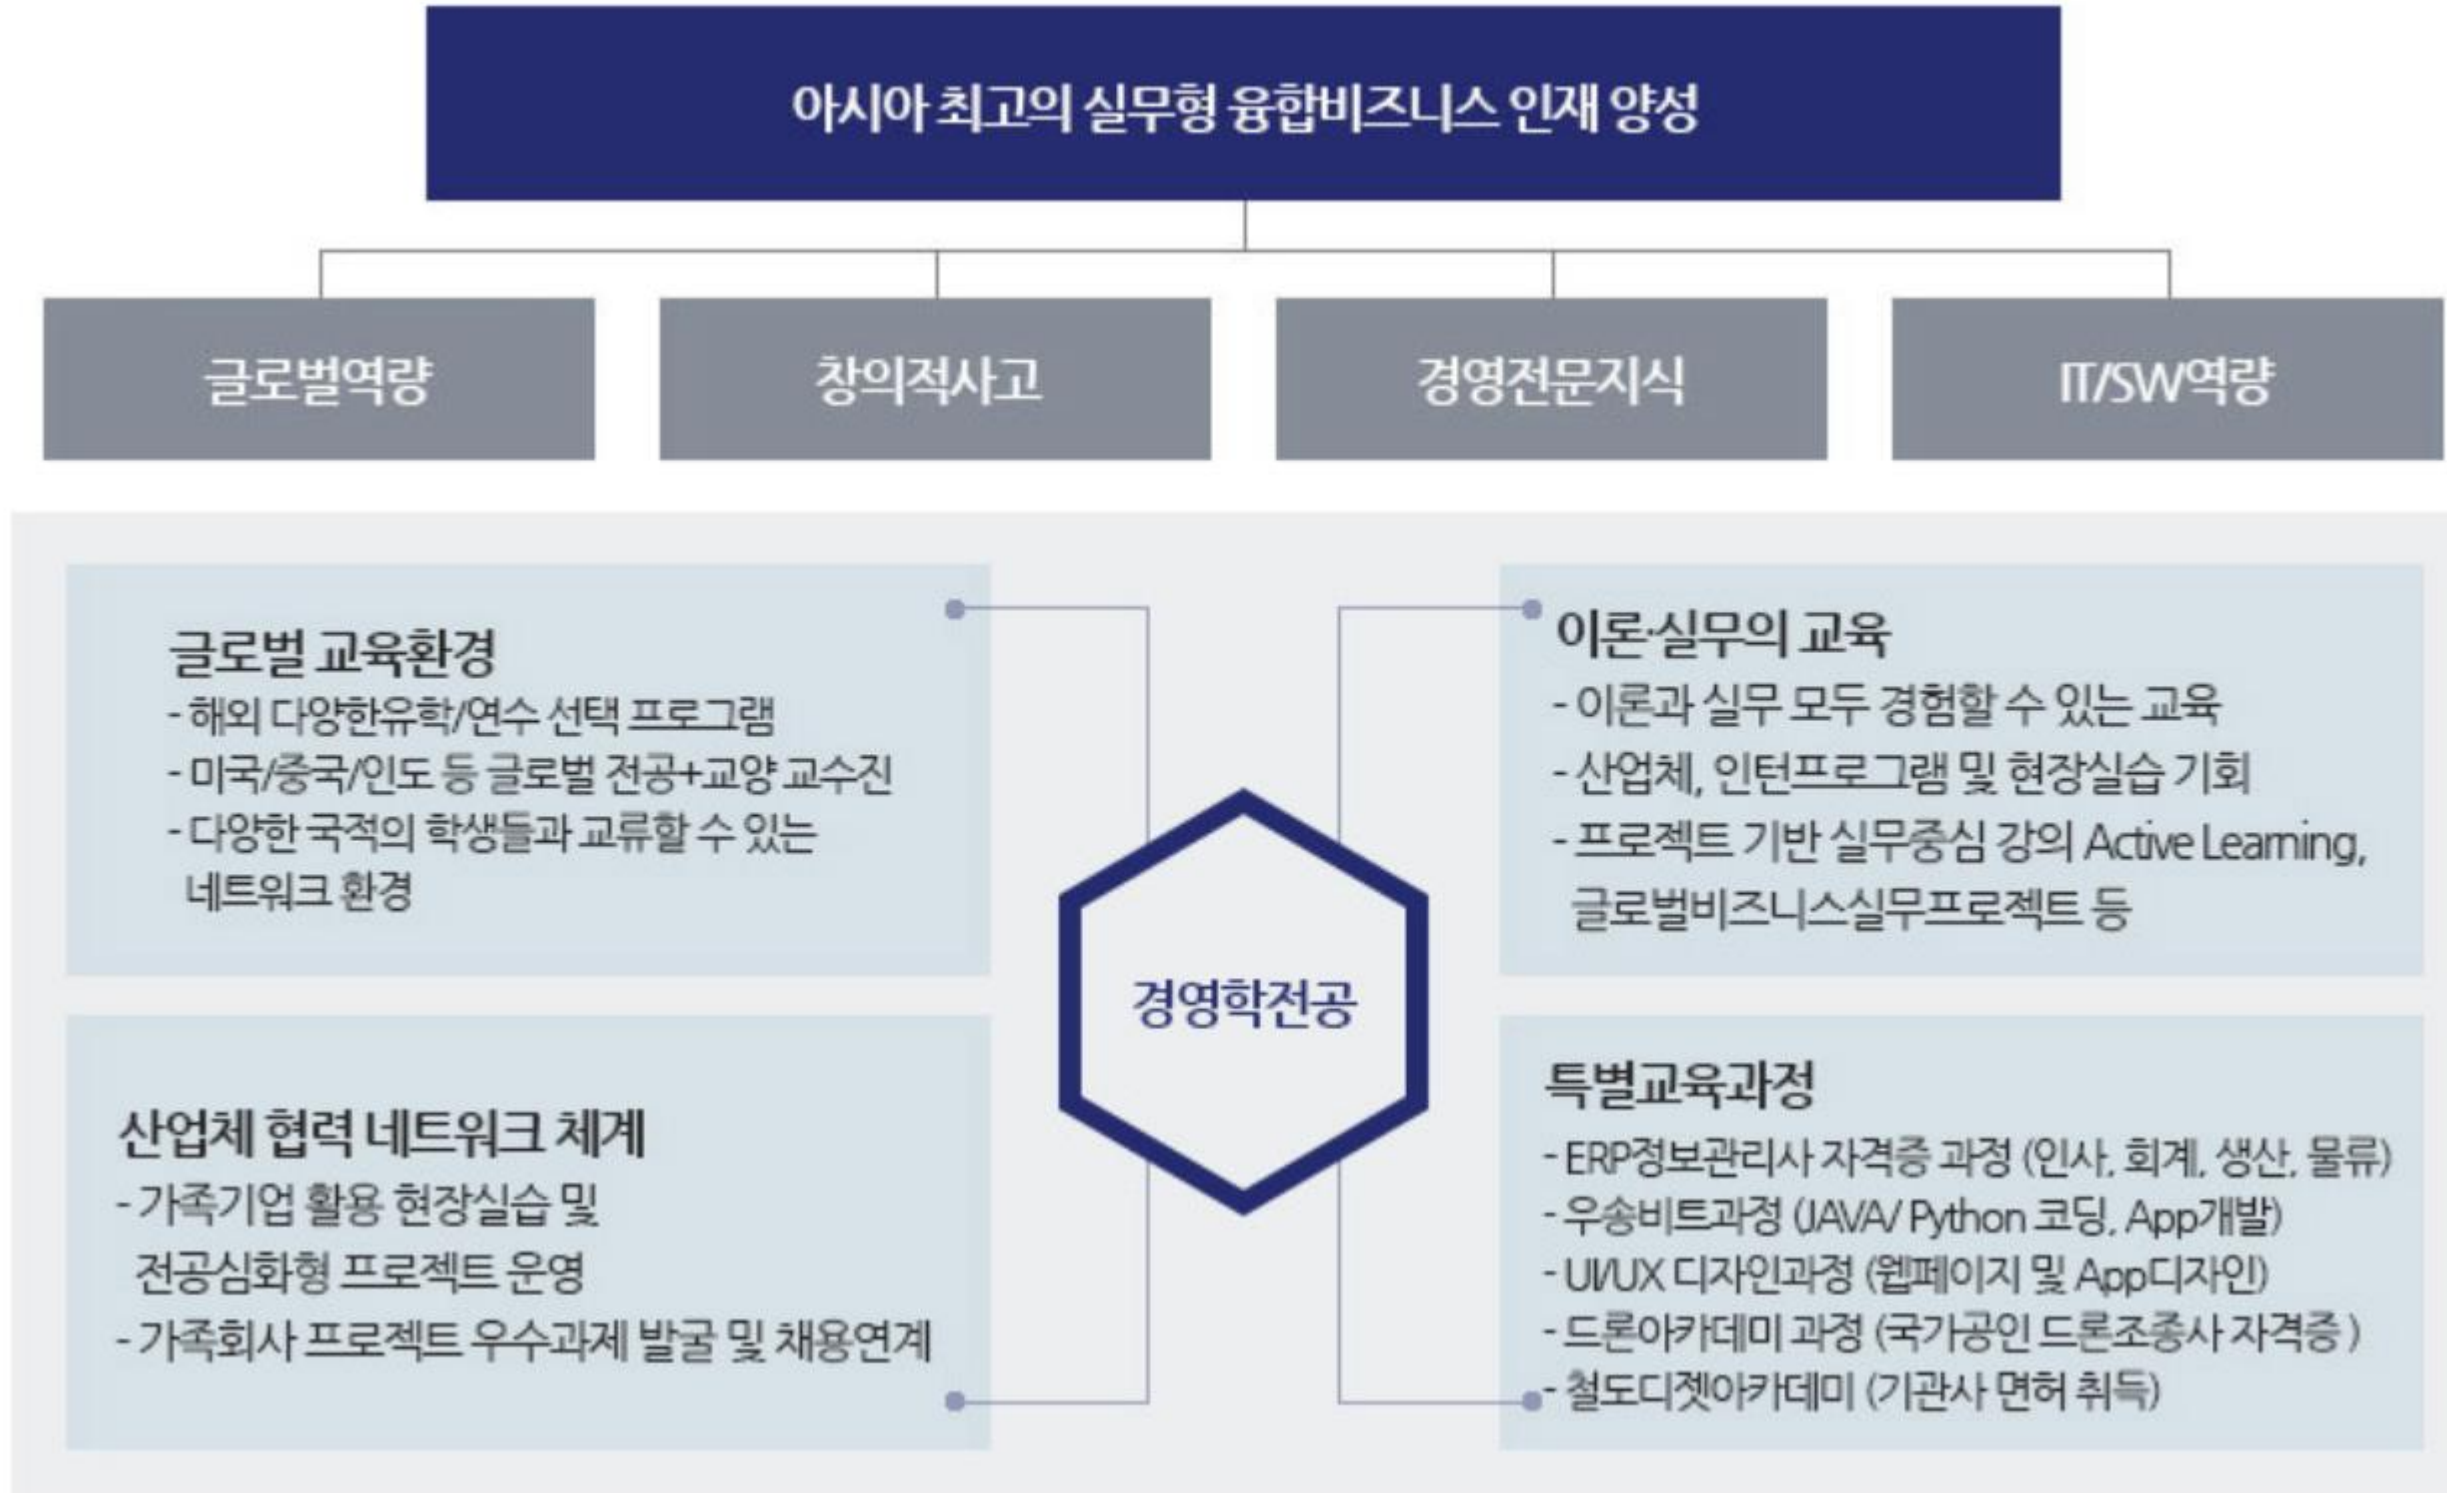 아시아 최고의 실무형 융합비즈니스 인재 양성
글로벌역량
창의적사고
경영전문지식
IT/SW역량
글로벌 교육환경
- 해외 다양한유학/연수 선택 프로그램
- 미국/중국/인도 등 글로벌 전공+교양 교수진
- 다양한 국적의 학생들과 교류할 수 있는
네트워크 환경
이론·실무의 교육
- 이론과 실무 모두 경험할 수 있는 교육
- 산업체, 인턴프로그램 및 현장실습 기회
- 프로젝트 기반 실무중심 강의 Active Learning,
글로벌비즈니스실무프로젝트 등
경영학전공
산업체 협력 네트워크 체계
- 가족기업 활용 현장실습 및
전공심화형 프로젝트 운영
- 가족회사 프로젝트 우수과제 발굴 및 채용연계
특별교육과정
- ERP정보관리사 자격증 과정 (인사, 회계, 생산, 물류)
- 우송비트과정 (JAVA/ Python 코딩, App개발)
- UI/UX 디자인과정 (웹페이지 및 App디자인)
- 드론아카데미 과정 (국가공인 드론조종사 자격증 )
- 철도디젯아카데미 (기관사 면허 취득)